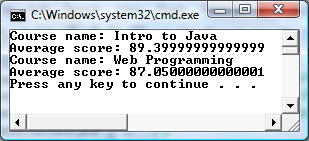 C:\Windows\system32\cmd.exe
Course name: Intro to Java
Average score: 89.39999999999999
Course name: Web Programming
Average score: 87.05000000000001
Press any key to continue . . .